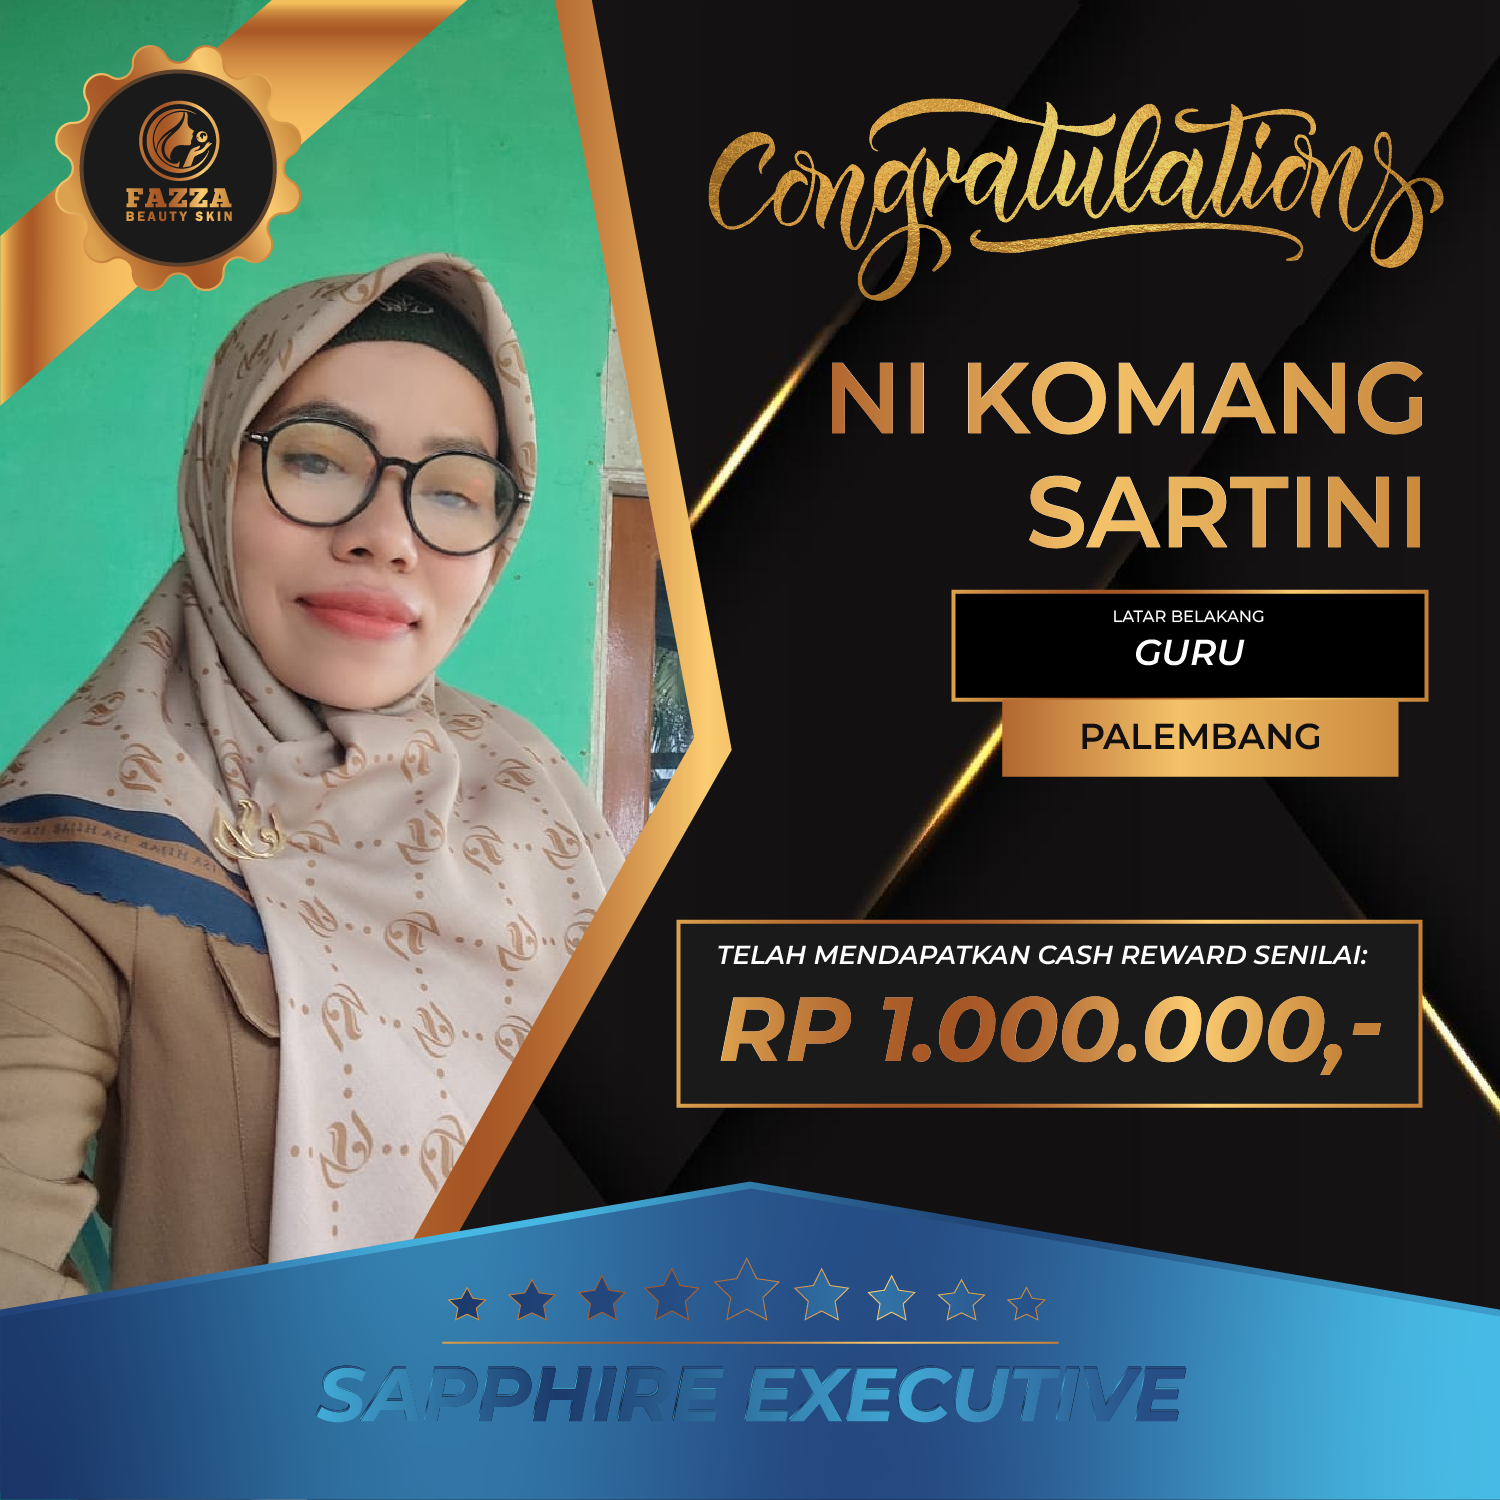 FAZZA
BEAUTY SKIN
Congratulations
NI KOMANG
SARTINI
LATAR BELAKANG
GURU
PALEMBANG
TELAH MENDAPATKAN CASH REWARD SENILAI:
RP 1.000.000,-
SAPPHIRE EXECUTIVE